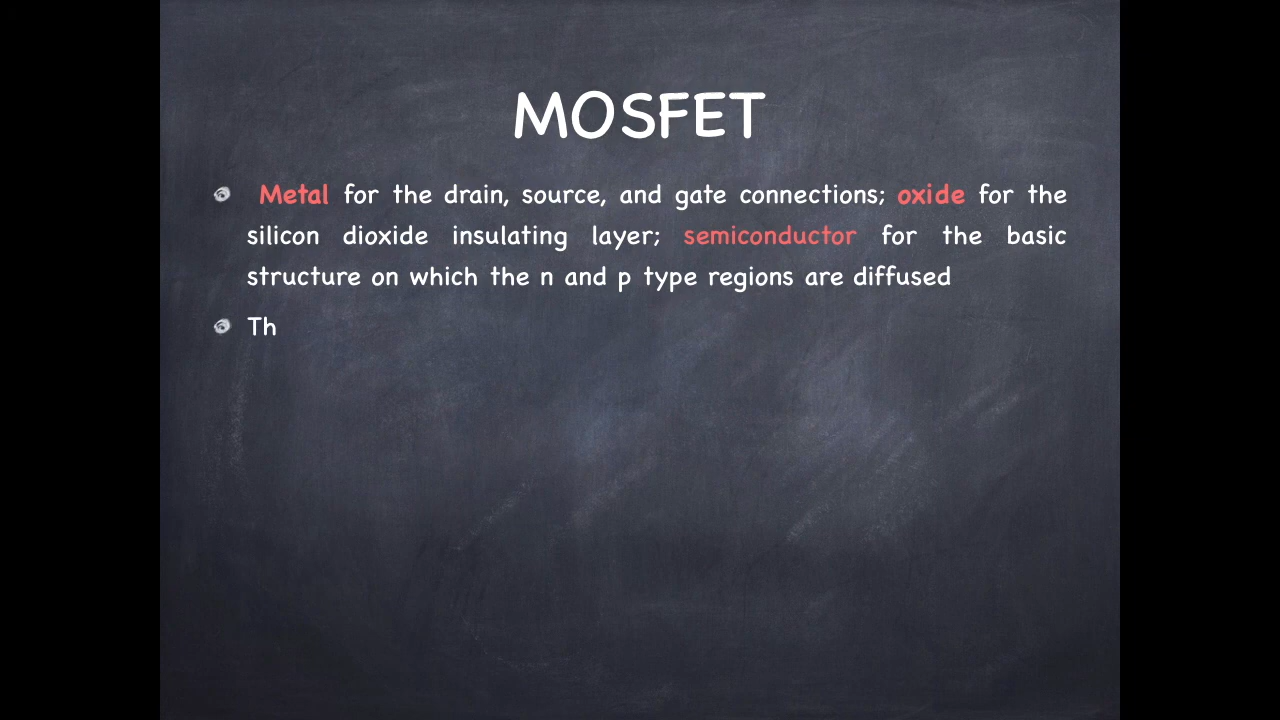 MOSFET
Metal for the drain, source, and gate connections; oxide for the
silicon dioxide insulating layer; semiconductor for the basic
structure on which the n and p type regions are diffused
Th